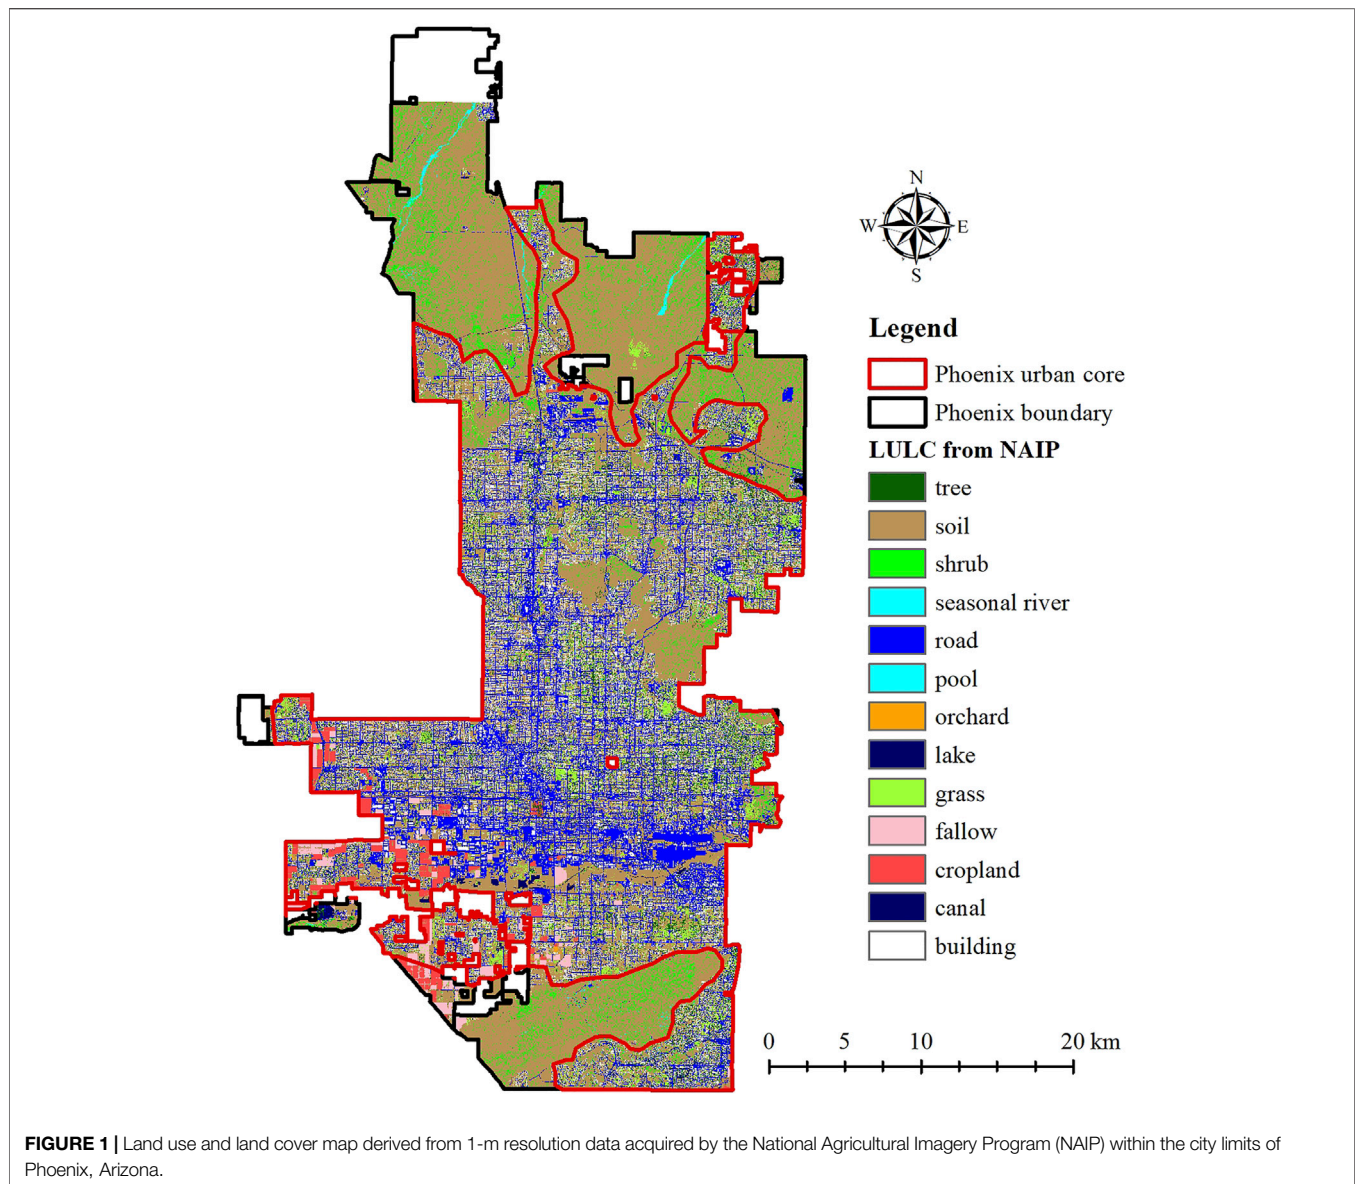 N
W
E
S
Legend
Phoenix urban core
Phoenix boundary
LULC from NAIP
tree
soil
shrub
seasonal river
road
pool
orchard
lake
grass
fallow
cropland
canal
building
0 5 10 20 km
FIGURE 1 | Land use and land cover map derived from 1-m resolution data acquired by the National Agricultural Imagery Program (NAIP) within the city limits of
Phoenix, Arizona.